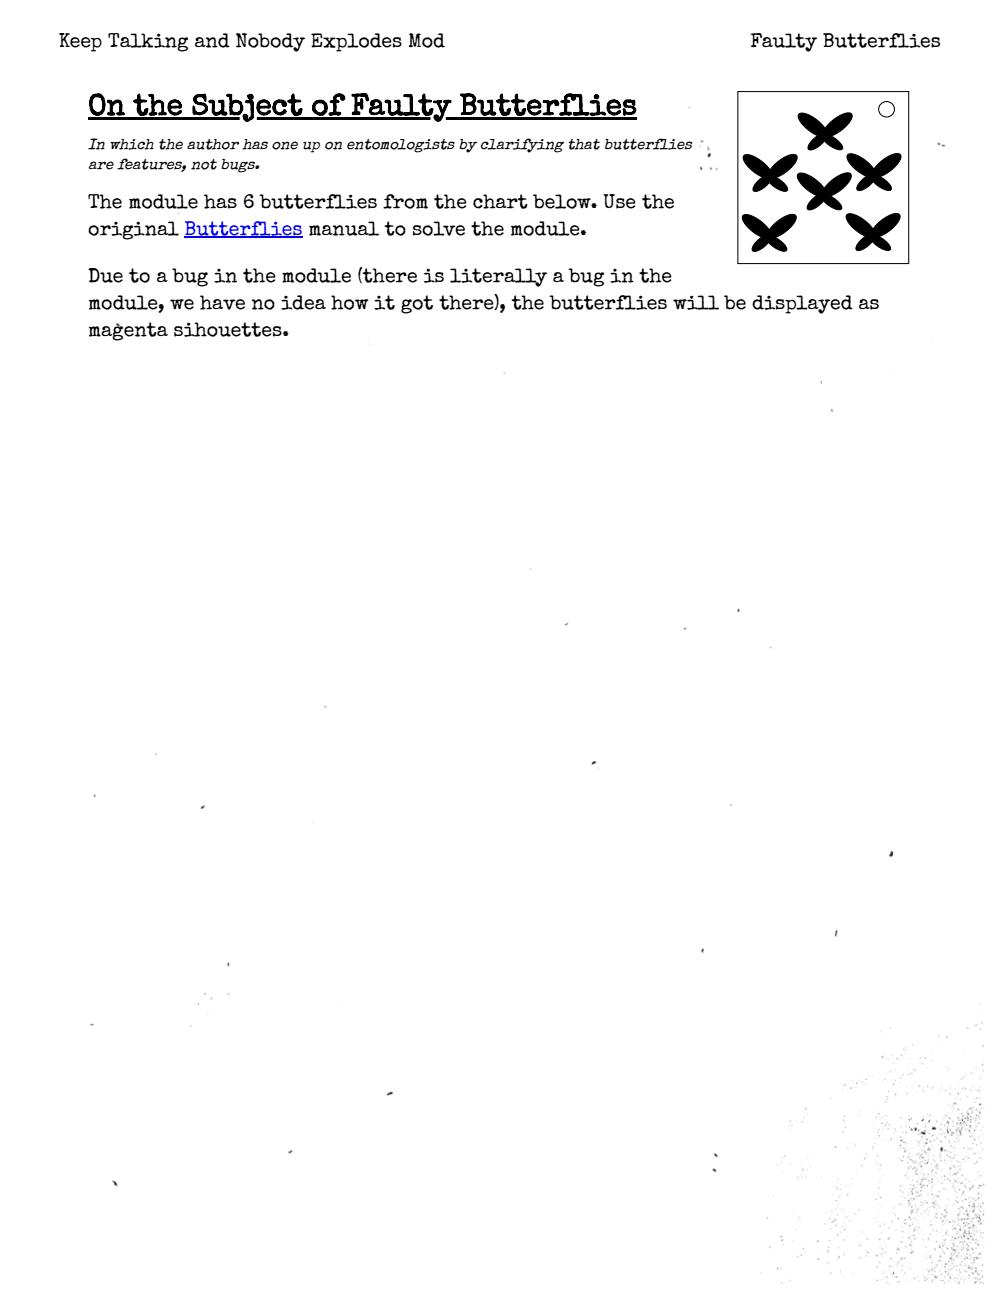 Keep Talking and Nobody Explodes Mod
Faulty Butterflies
On the Subject of Faulty Butterflies
In which the author has one up on entomologists by clarifying that butterflies
are features, not bugs.
The module has 6 butterflies from the chart below. Use the
original Butterflies manual to solve the module.
Due to a bug in the module (there is literally a bug in the
module, we have no idea how it got there), the butterflies will be displayed as
magenta sihouettes.